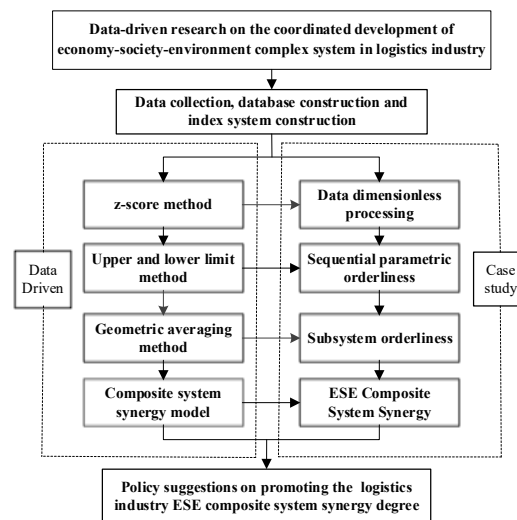 Data-driven research on the coordinated development of
economy-society-environment complex system in logistics industry
Data collection, database construction and
index system construction
z-score method
Data dimensionless
processing
Upper and lower limit
method
Sequential parametric
orderliness
Data
Driven
Case
study
Geometric averaging
method
Subsystem orderliness
Composite system
synergy model
ESE Composite
System Synergy
Policy suggestions on promoting the logistics
industry ESE composite system synergy degree